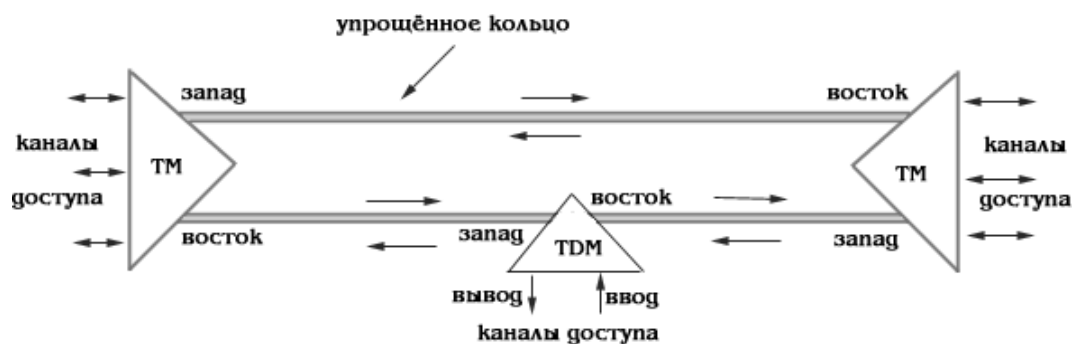 упрощённое кольцо
запад
восток
каналы
доступа
TM
TM
каналы
доступа
восток
запад
TDM
восток
запад
вывод
ввод
каналы доступа